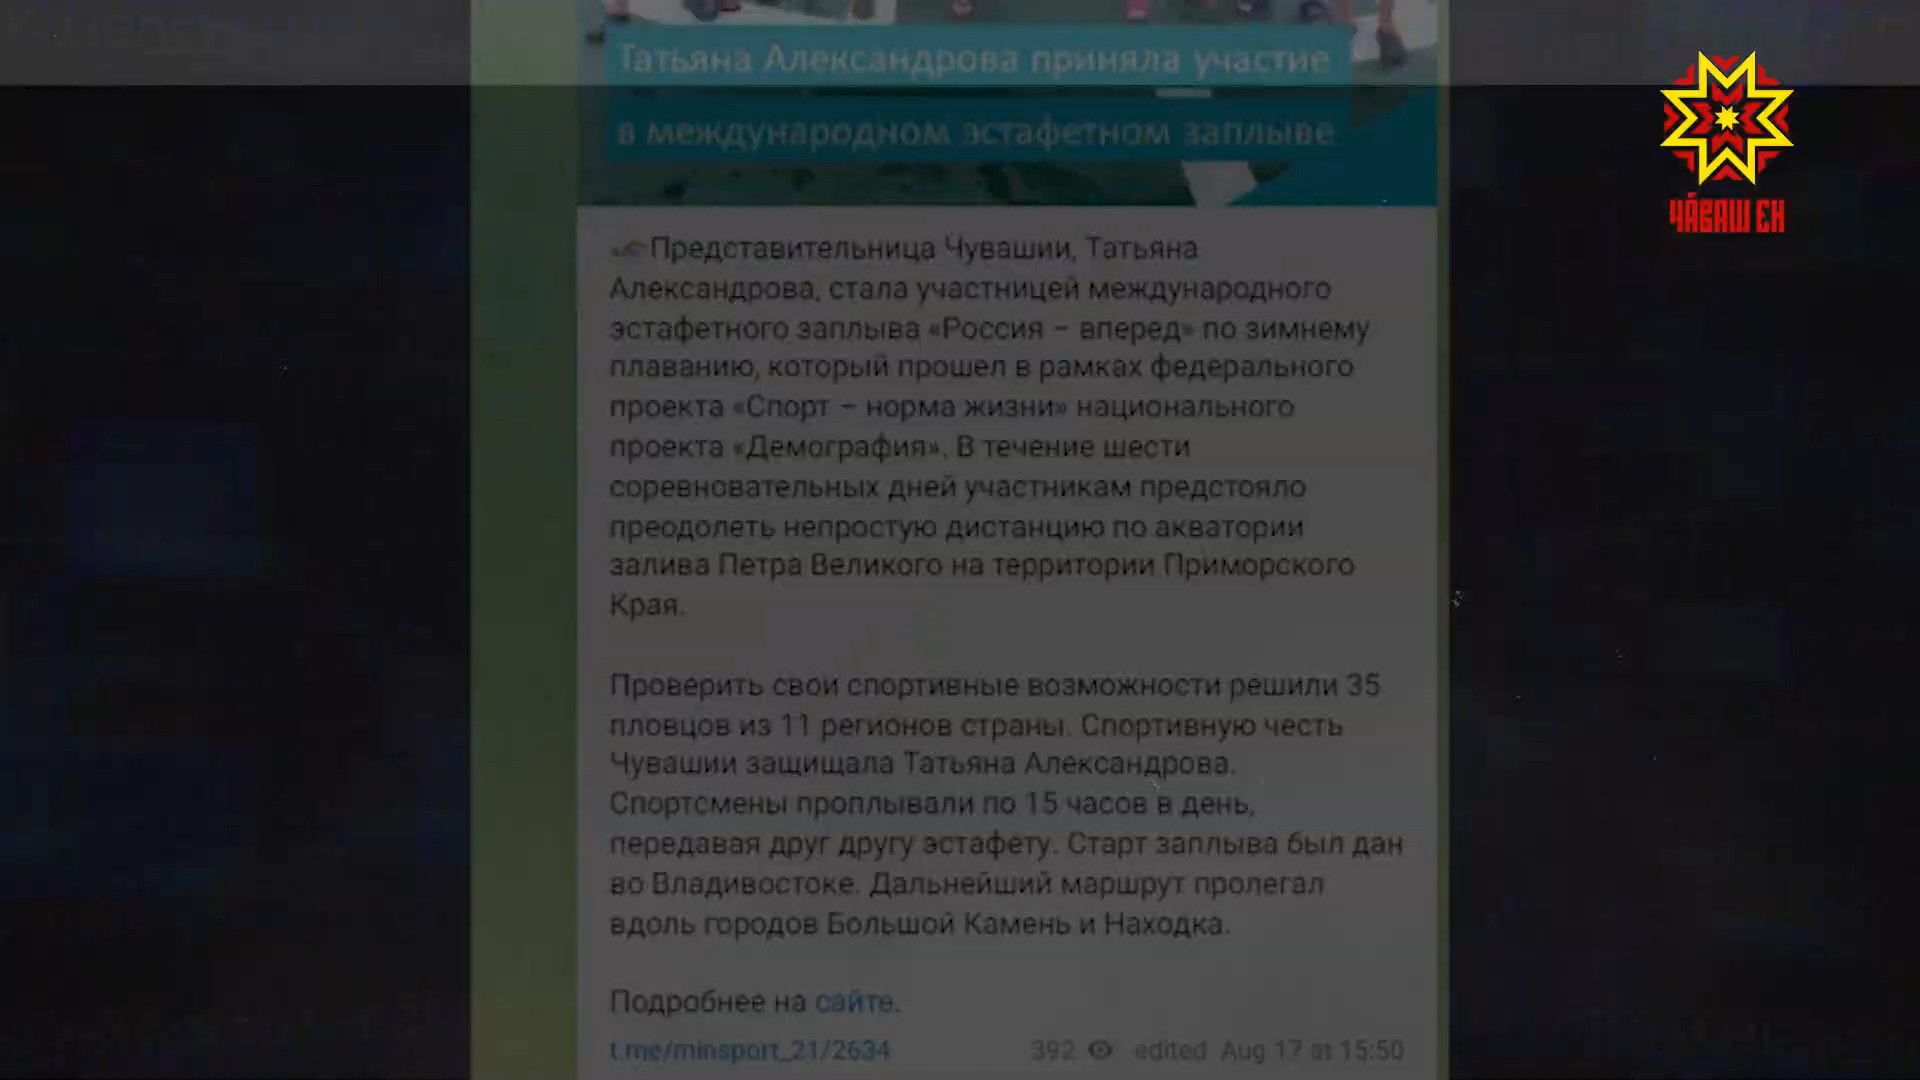 Татьяна Александрова приняла участие
в международном эстафетном заплыве
ЧӐВАШ ЕН
Представительница Чувашии, Татьяна
Александрова, стала участницей международного
эстафетного заплыва «Россия – вперед» по зимнему
плаванию, который прошел в рамках федерального
проекта «Спорт – норма жизни» национального
проекта «Демография». В течение шести
соревновательных дней участникам предстояло
преодолеть непростую дистанцию по акватории
залива Петра Великого на территории Приморского
Края.
Проверить свои спортивные возможности решили 35
пловцов из 11 регионов страны. Спортивную честь
Чувашии защищала Татьяна Александрова.
Спортсмены проплывали по 15 часов в день,
передавая друг другу эстафету. Старт заплыва был дан
во Владивостоке. Дальнейший маршрут пролегал
вдоль городов Большой Камень и Находка.
Подробнее на сайте.
t.me/minsport_21/2634 392 edited Aug 17 at 15:50